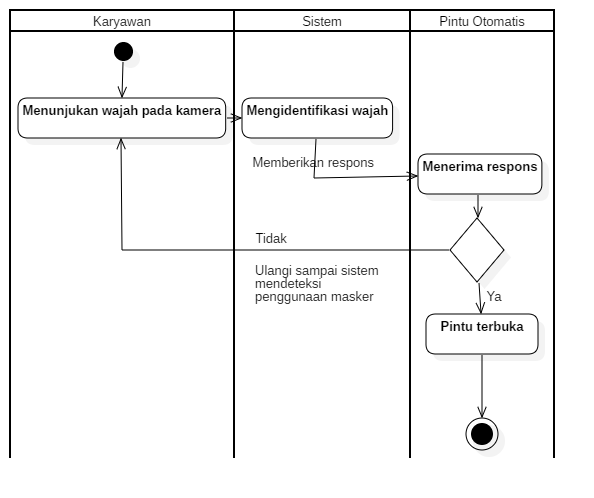 Karyawan
Sistem
Pintu Otomatis
Menunjukan wajah pada kamera
Mengidentifikasi wajah
Memberikan respons
Menerima respons
Tidak
Ulangi sampai sistem
mendeteksi
penggunaan masker
Ya
Pintu terbuka